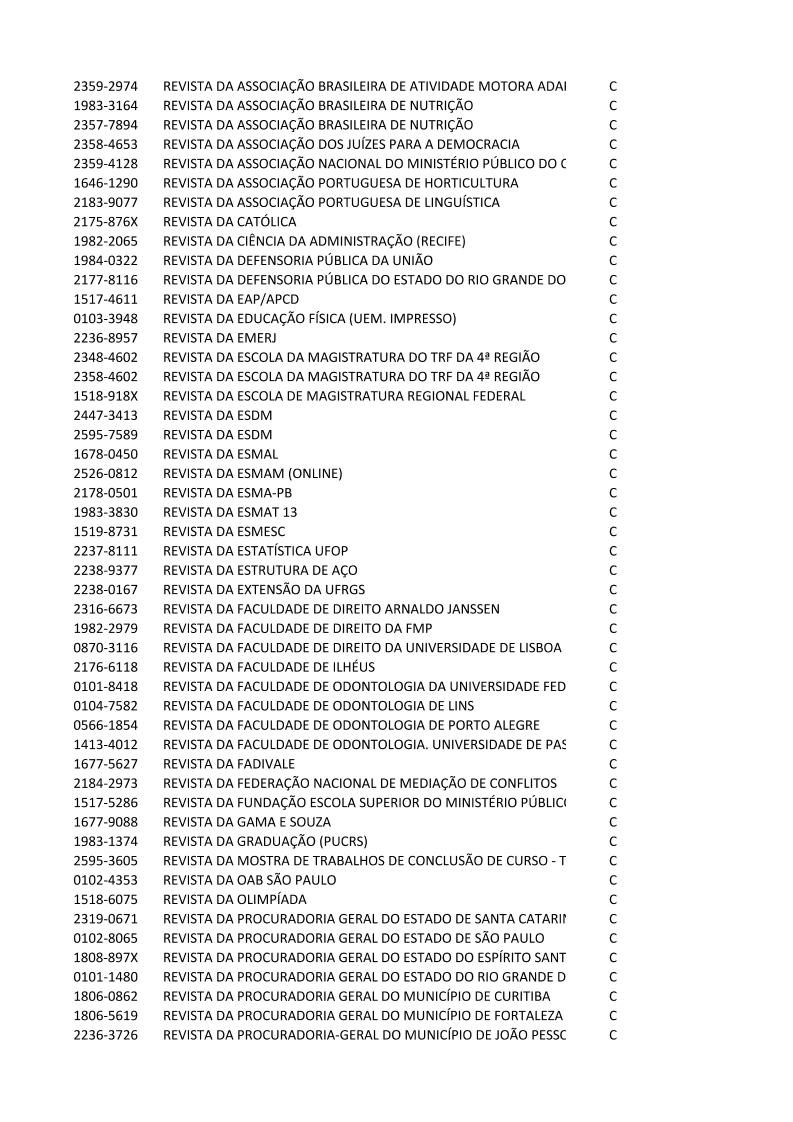 2359-2974 REVISTA DA ASSOCIAÇÃO BRASILEIRA DE ATIVIDADE MOTORA ADAI C
1983-3164 REVISTA DA ASSOCIAÇÃO BRASILEIRA DE NUTRIÇÃO C
2357-7894 REVISTA DA ASSOCIAÇÃO BRASILEIRA DE NUTRIÇÃO C
2358-4653 REVISTA DA ASSOCIAÇÃO DOS JUÍZES PARA A DEMOCRACIA C
2359-4128 REVISTA DA ASSOCIAÇÃO NACIONAL DO MINISTÉRIO PÚBLICO DO C C
1646-1290 REVISTA DA ASSOCIAÇÃO PORTUGUESA DE HORTICULTURA C
2183-9077 REVISTA DA ASSOCIAÇÃO PORTUGUESA DE LINGUÍSTICA C
2175-876X REVISTA DA CATÓLICA C
1982-2065 REVISTA DA CIÊNCIA DA ADMINISTRAÇÃO (RECIFE) C
1984-0322 REVISTA DA DEFENSORIA PÚBLICA DA UNIÃO C
2177-8116 REVISTA DA DEFENSORIA PÚBLICA DO ESTADO DO RIO GRANDE DO C
1517-4611 REVISTA DA EAP/APCD C
0103-3948 REVISTA DA EDUCAÇÃO FÍSICA (UEM. IMPRESSO) C
2236-8957 REVISTA DA EMERJ C
2348-4602 REVISTA DA ESCOLA DA MAGISTRATURA DO TRF DA 4ª REGIÃO C
2358-4602 REVISTA DA ESCOLA DA MAGISTRATURA DO TRF DA 4ª REGIÃO C
1518-918X REVISTA DA ESCOLA DE MAGISTRATURA REGIONAL FEDERAL C
2447-3413 REVISTA DA ESDM C
2595-7589 REVISTA DA ESDM C
1678-0450 REVISTA DA ESMAL C
2526-0812 REVISTA DA ESMAM (ONLINE) C
2178-0501 REVISTA DA ESMA-PB C
1983-3830 REVISTA DA ESMAT 13 C
1519-8731 REVISTA DA ESMESC C
2237-8111 REVISTA DA ESTATÍSTICA UFOP C
2238-9377 REVISTA DA ESTRUTURA DE AÇO C
2238-0167 REVISTA DA EXTENSÃO DA UFRGS C
2316-6673 REVISTA DA FACULDADE DE DIREITO ARNALDO JANSSEN C
1982-2979 REVISTA DA FACULDADE DE DIREITO DA FMP C
0870-3116 REVISTA DA FACULDADE DE DIREITO DA UNIVERSIDADE DE LISBOA C
2176-6118 REVISTA DA FACULDADE DE ILHÉUS C
0101-8418 REVISTA DA FACULDADE DE ODONTOLOGIA DA UNIVERSIDADE FED C
0104-7582 REVISTA DA FACULDADE DE ODONTOLOGIA DE LINS C
0566-1854 REVISTA DA FACULDADE DE ODONTOLOGIA DE PORTO ALEGRE C
1413-4012 REVISTA DA FACULDADE DE ODONTOLOGIA. UNIVERSIDADE DE PAS C
1677-5627 REVISTA DA FADIVALE C
2184-2973 REVISTA DA FEDERAÇÃO NACIONAL DE MEDIAÇÃO DE CONFLITOS C
1517-5286 REVISTA DA FUNDAÇÃO ESCOLA SUPERIOR DO MINISTÉRIO PÚBLICO C
1677-9088 REVISTA DA GAMA E SOUZA C
1983-1374 REVISTA DA GRADUAÇÃO (PUCRS) C
2595-3605 REVISTA DA MOSTRA DE TRABALHOS DE CONCLUSÃO DE CURSO - T C
0102-4353 REVISTA DA OAB SÃO PAULO C
1518-6075 REVISTA DA OLIMPÍADA C
2319-0671 REVISTA DA PROCURADORIA GERAL DO ESTADO DE SANTA CATARIN C
0102-8065 REVISTA DA PROCURADORIA GERAL DO ESTADO DE SÃO PAULO C
1808-897X REVISTA DA PROCURADORIA GERAL DO ESTADO DO ESPÍRITO SANT C
0101-1480 REVISTA DA PROCURADORIA GERAL DO ESTADO DO RIO GRANDE D C
1806-0862 REVISTA DA PROCURADORIA GERAL DO MUNICÍPIO DE CURITIBA C
1806-5619 REVISTA DA PROCURADORIA GERAL DO MUNICÍPIO DE FORTALEZA C
2236-3726 REVISTA DA PROCURADORIA-GERAL DO MUNICÍPIO DE JOÃO PESSO C